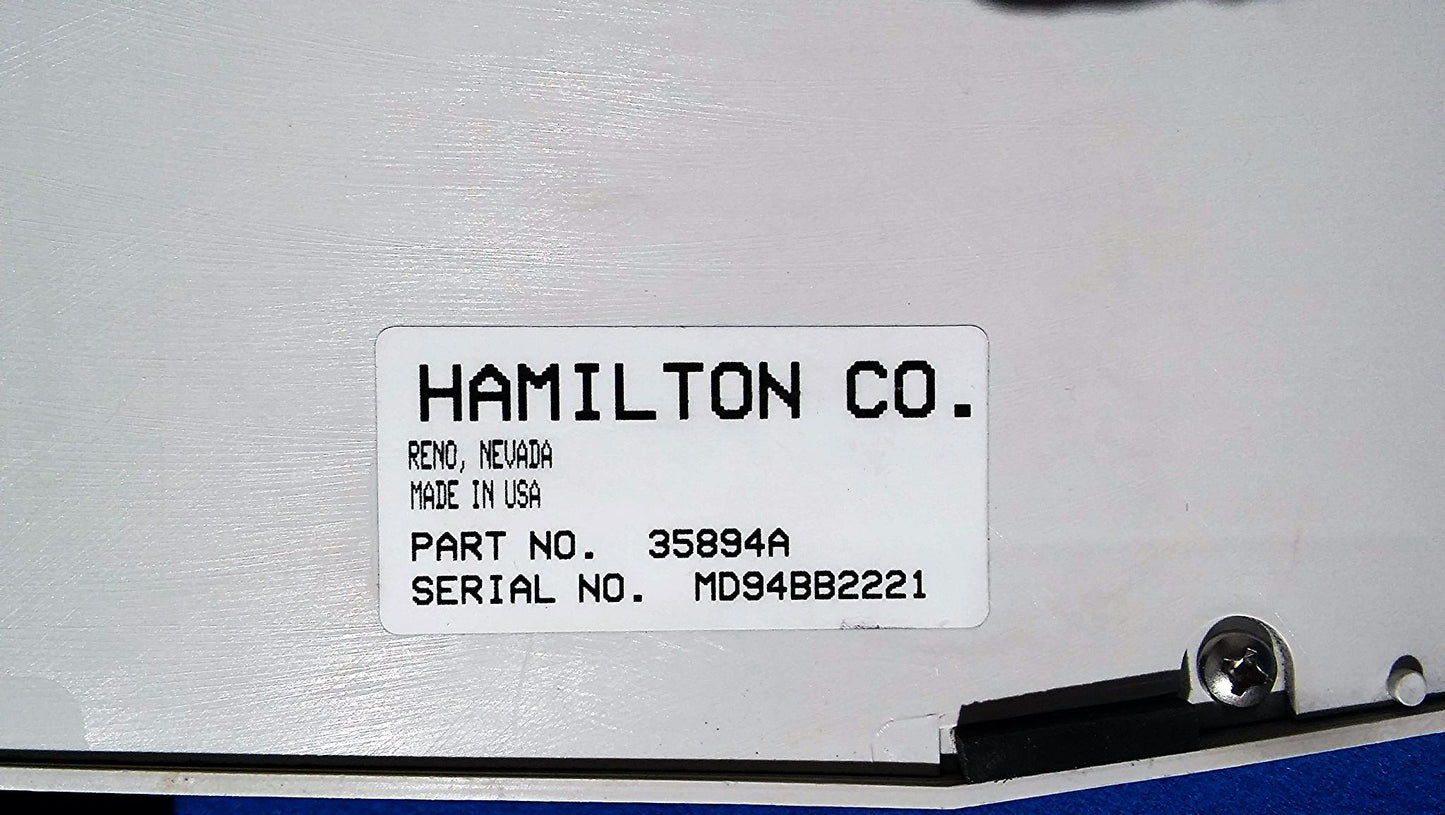 HAMILTON CO.
RENO, NEVADA
MADE IN USA
PART NO. 35894A
SERIAL NO. MD94BB2221